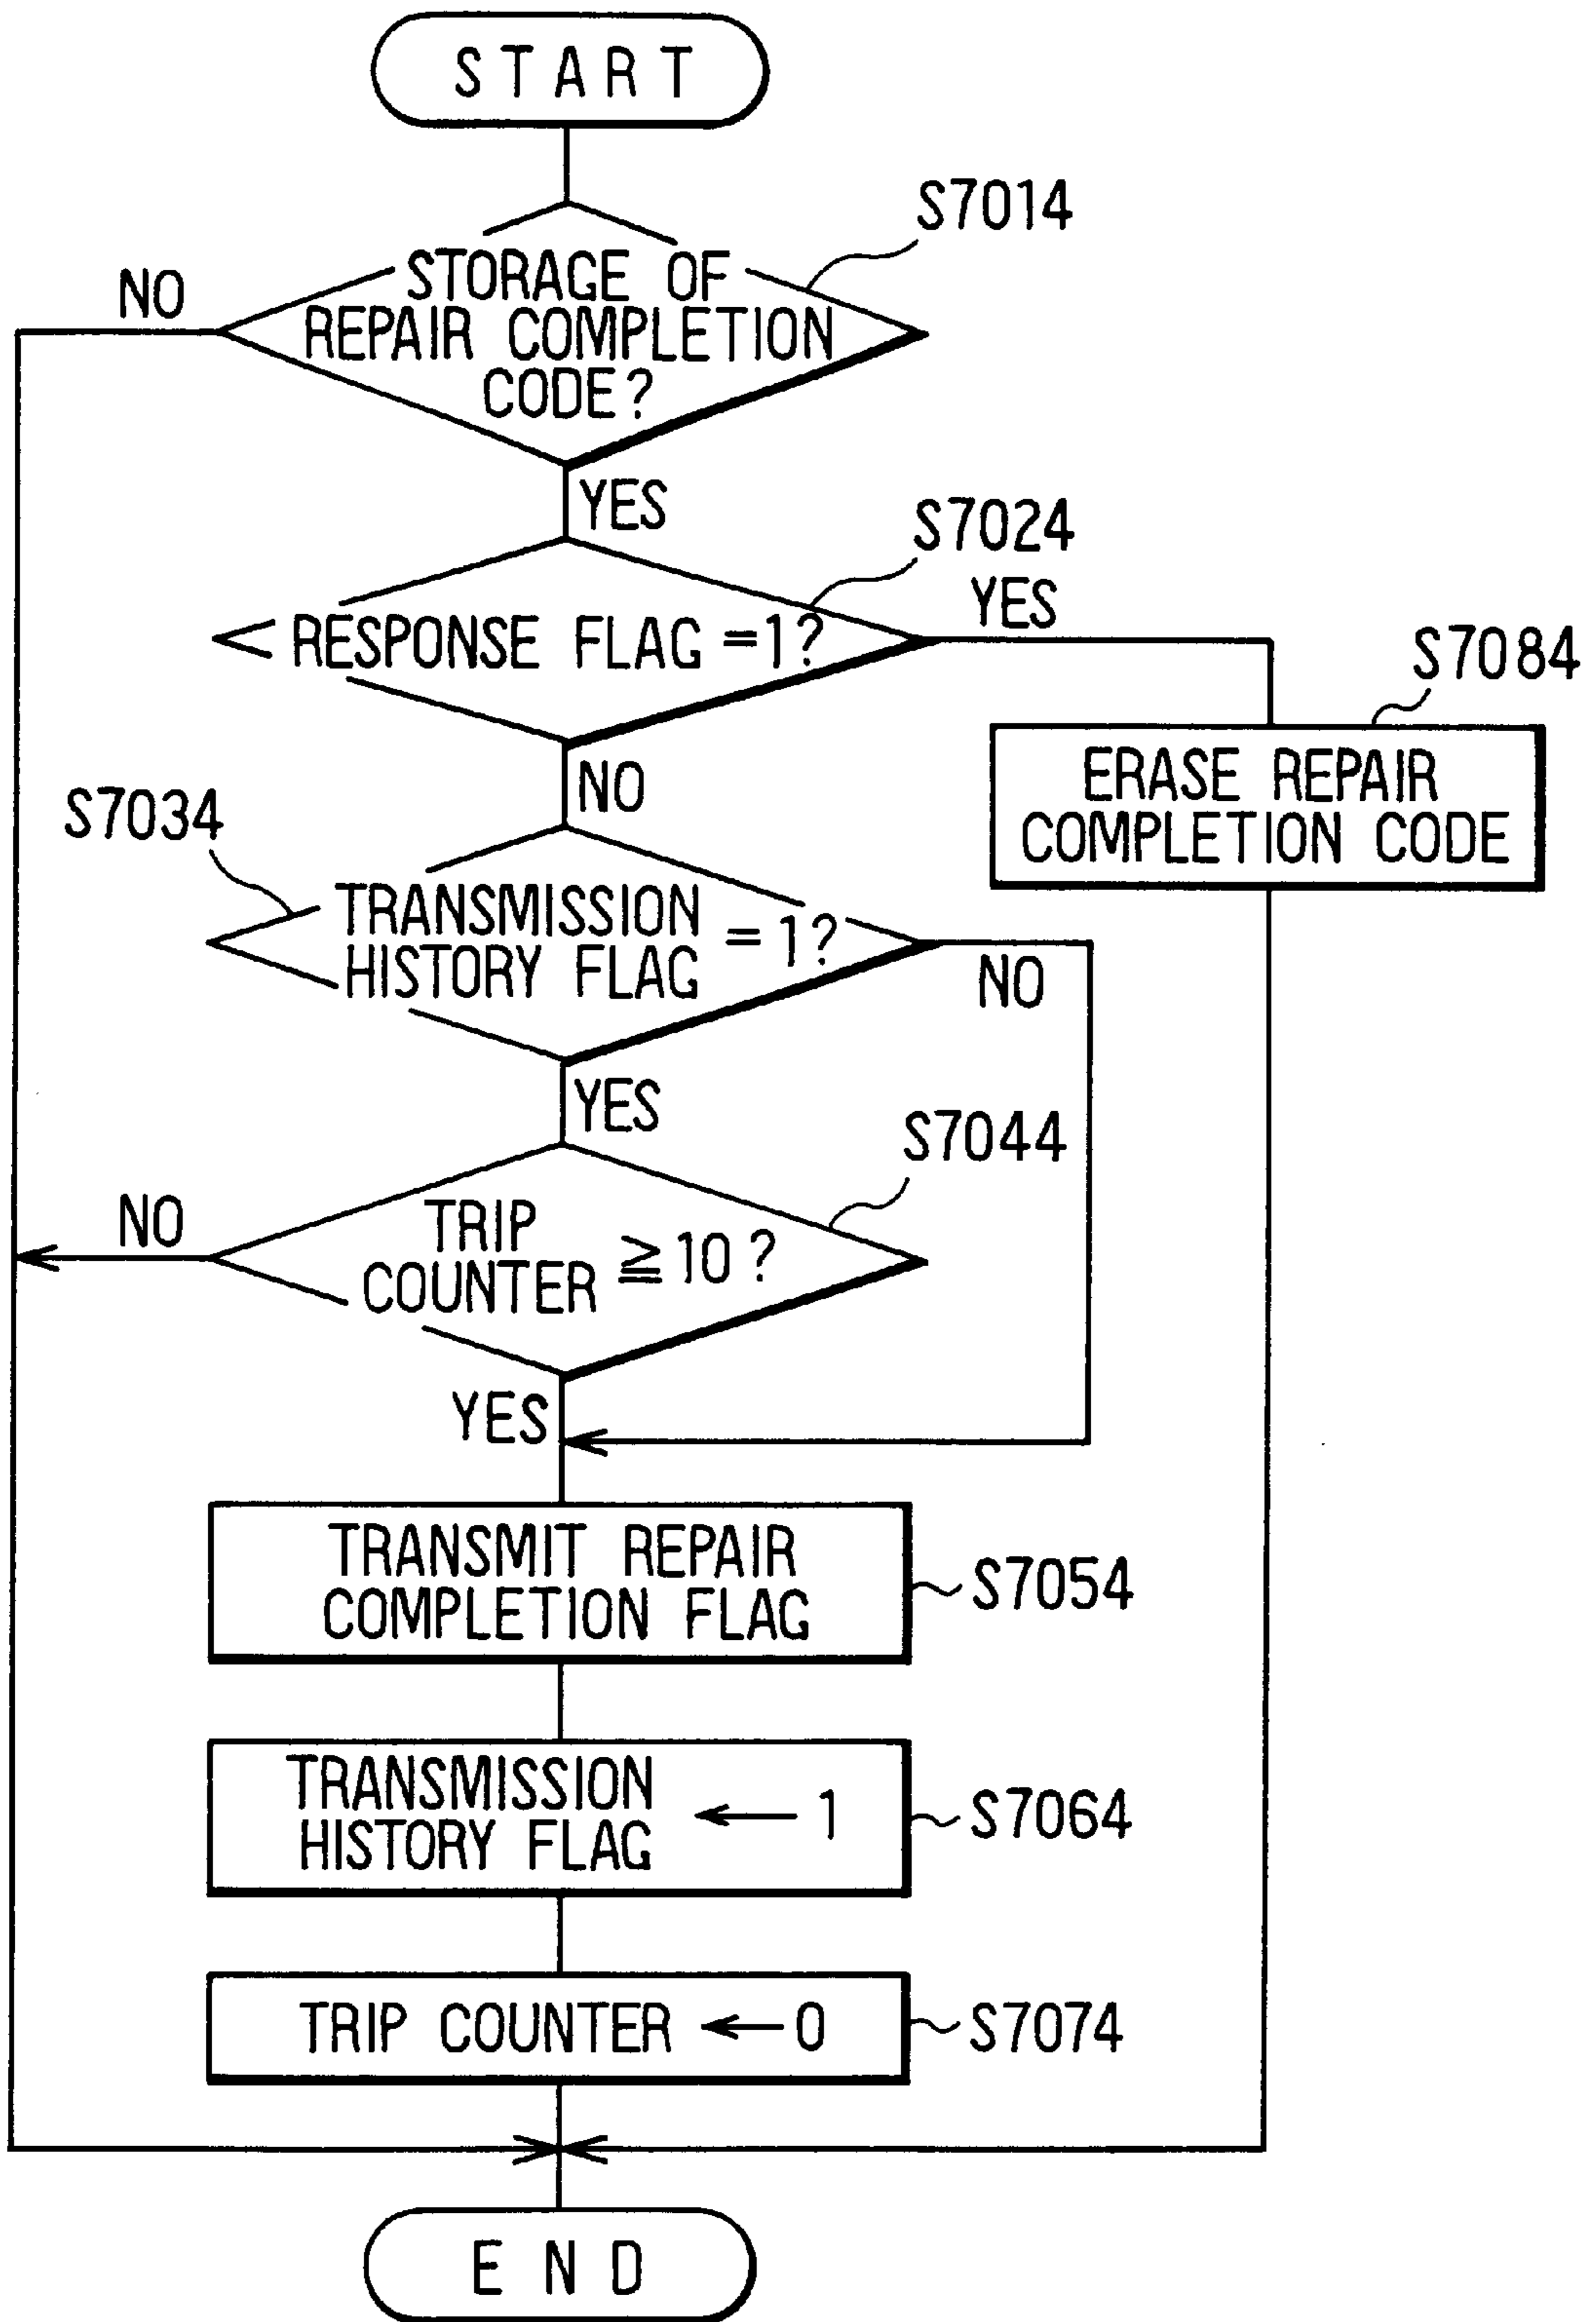 START
S7014
NO
STORAGE OF
REPAIR COMPLETION
CODE?
YES
S7024
YES
RESPONSE FLAG =1?
S7084
ERASE REPAIR
COMPLETION CODE
NO
S7034
TRANSMISSION
HISTORY FLAG = 1?
NO
YES
S7044
NO
TRIP
COUNTER ≧ 10?
YES
TRANSMIT REPAIR
COMPLETION FLAG
S7054
TRANSMISSION
HISTORY FLAG ← 1
S7064
TRIP COUNTER ← 0
S7074
END